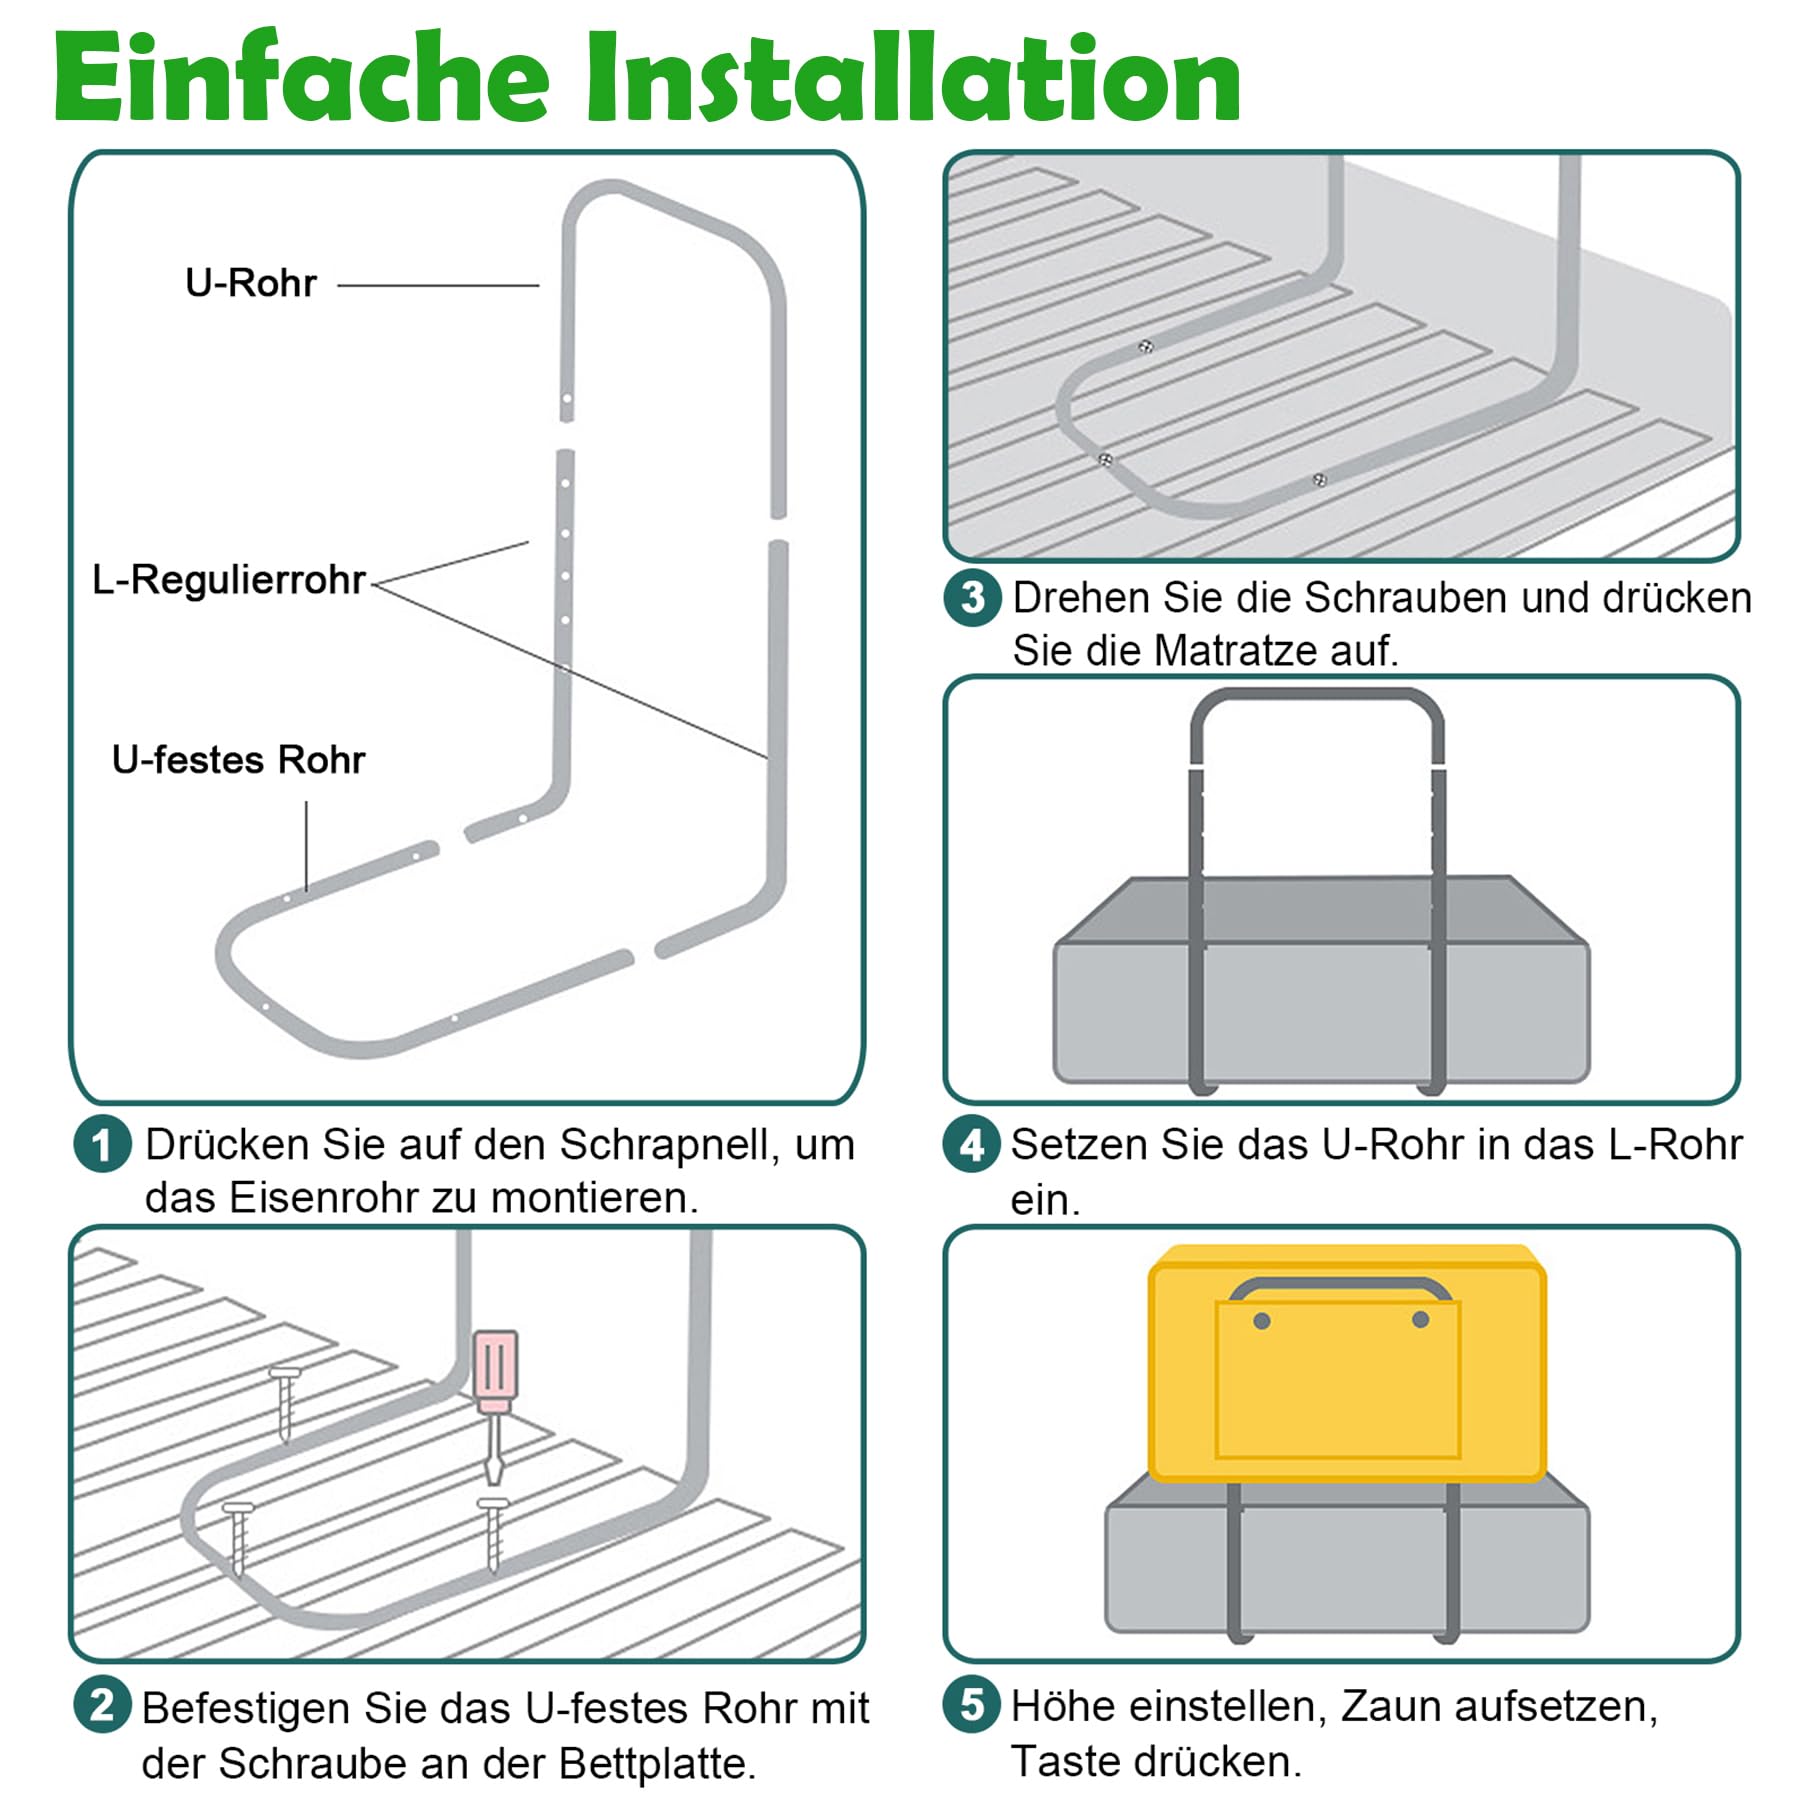 Einfache Installation
U-Rohr
L-Regulierrohr
U-festes Rohr
1 Drücken Sie auf den Schrapnell, um
das Eisenrohr zu montieren.
2 Befestigen Sie das U-festes Rohr mit
der Schraube an der Bettplatte.
3 Drehen Sie die Schrauben und drücken
Sie die Matratze auf.
4 Setzen Sie das U-Rohr in das L-Rohr
ein.
5 Höhe einstellen, Zaun aufsetzen,
Taste drücken.